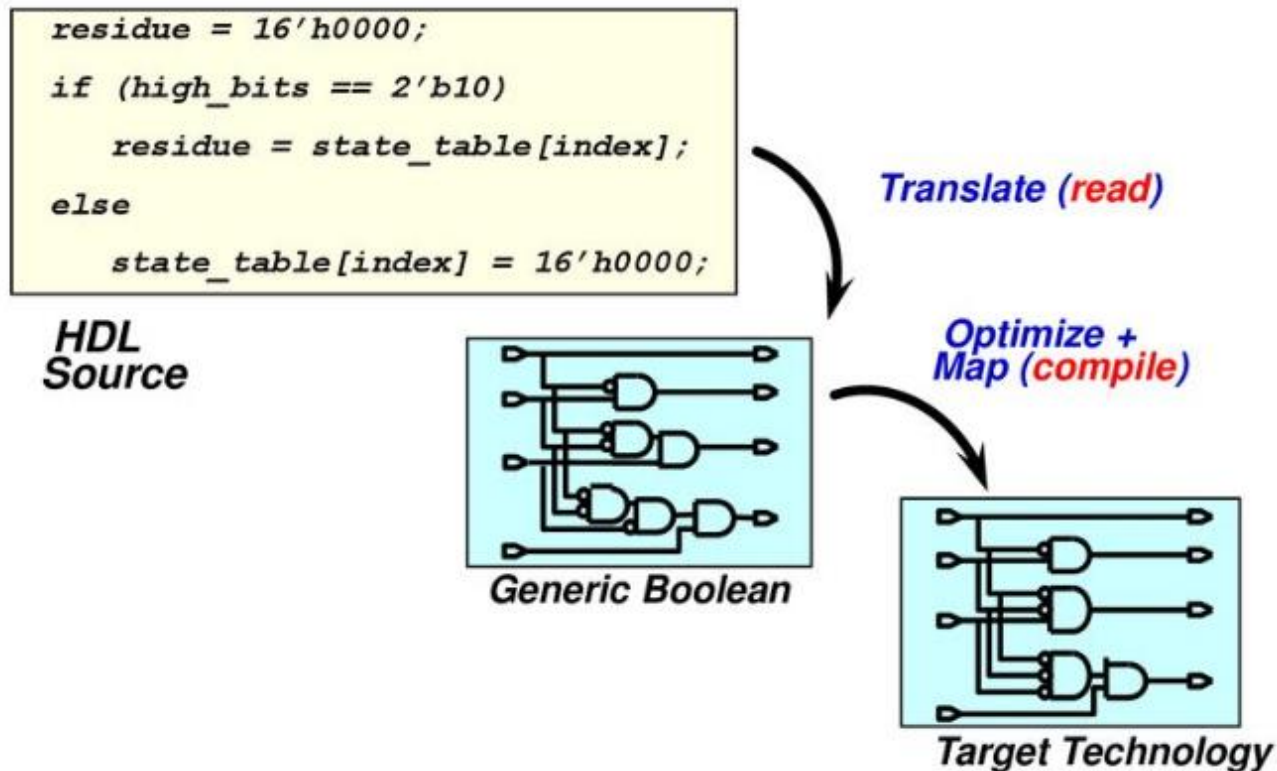 residue = 16’h0000;
if (high_bits == 2’b10)
residue = state_table[index];
else
state_table[index] = 16’h0000;
HDL
Source
Translate (read)
Optimize +
Map (compile)
Generic Boolean
Target Technology